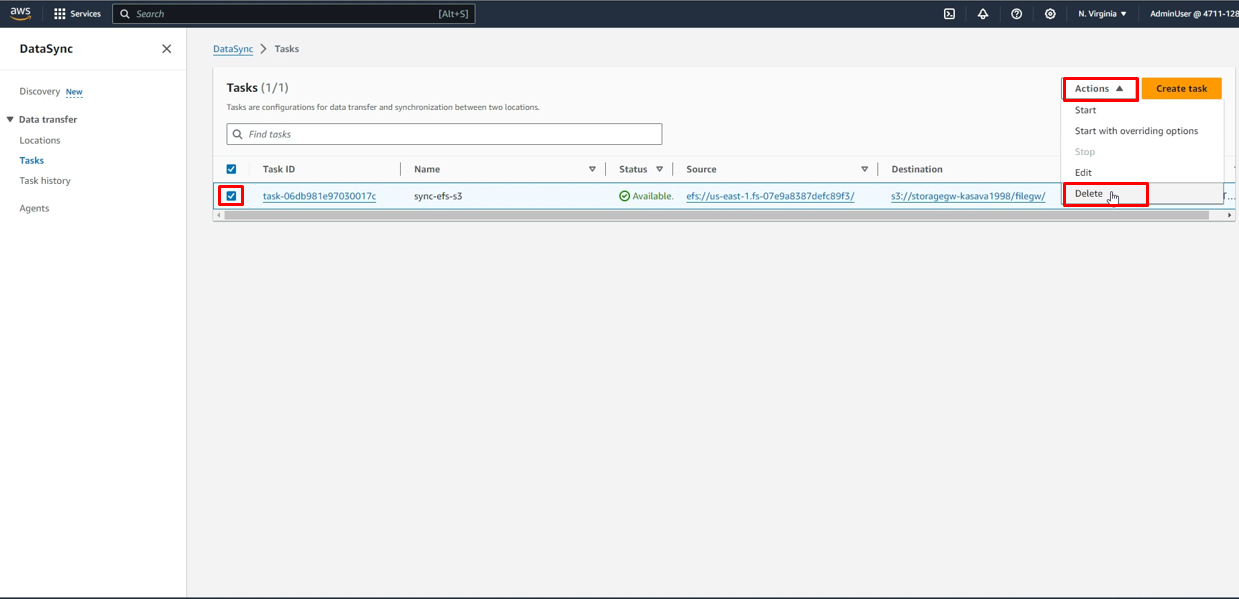 aws Services Search [Alt+S] N. Virginia AdminUser @ 4711-128
DataSync
Discovery New
Data transfer
Locations
Tasks
Task history
Agents
DataSync > Tasks
Tasks (1/1)
Tasks are configurations for data transfer and synchronization between two locations.
Find tasks
Actions Create task
Start
Start with overriding options
Stop
Edit
Delete
Task ID Name Status Source Destination
task-06db981e97030017c sync-efs-s3 Available. efs://us-east-1.fs-07e9a8387defc89f3/ s3://storagegw-kasava1998/filegw/ T...